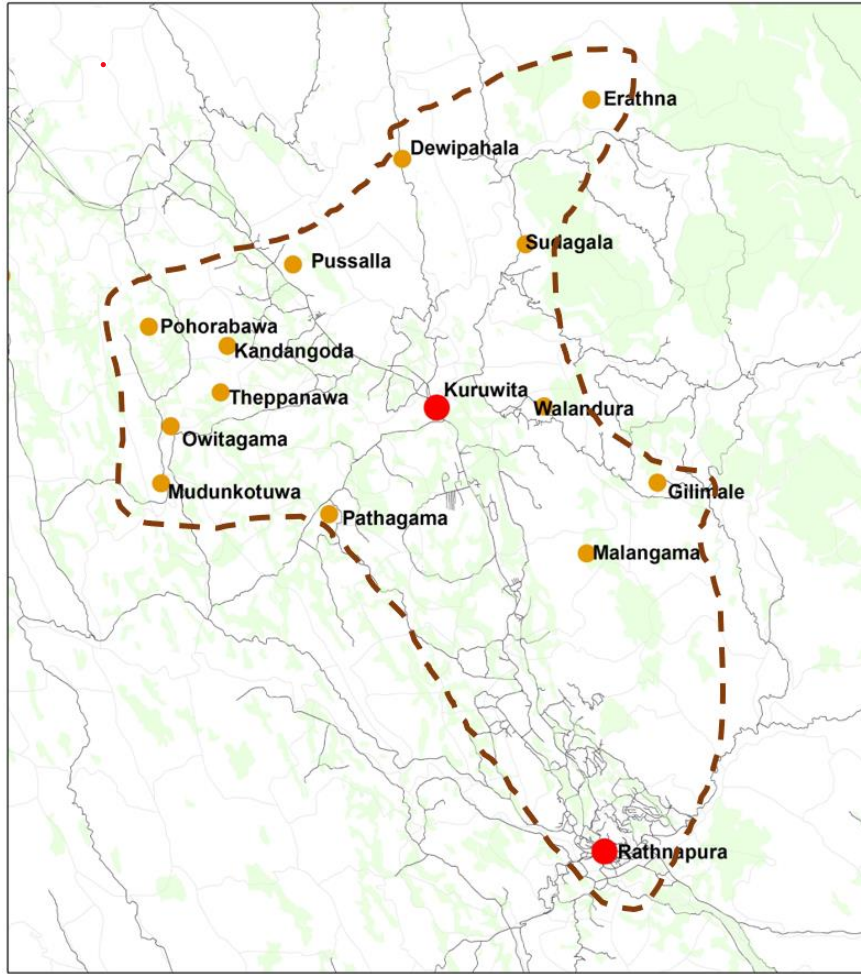 Erathna
Dewipahala
Sudagala
Pussalla
Pohorabawa
Kandangoda
Kuruwita
Theppanawa
Walandura
Owitagama
Mudunkotuwa
Gilimale
Pathagama
Malangama
Rathnapura